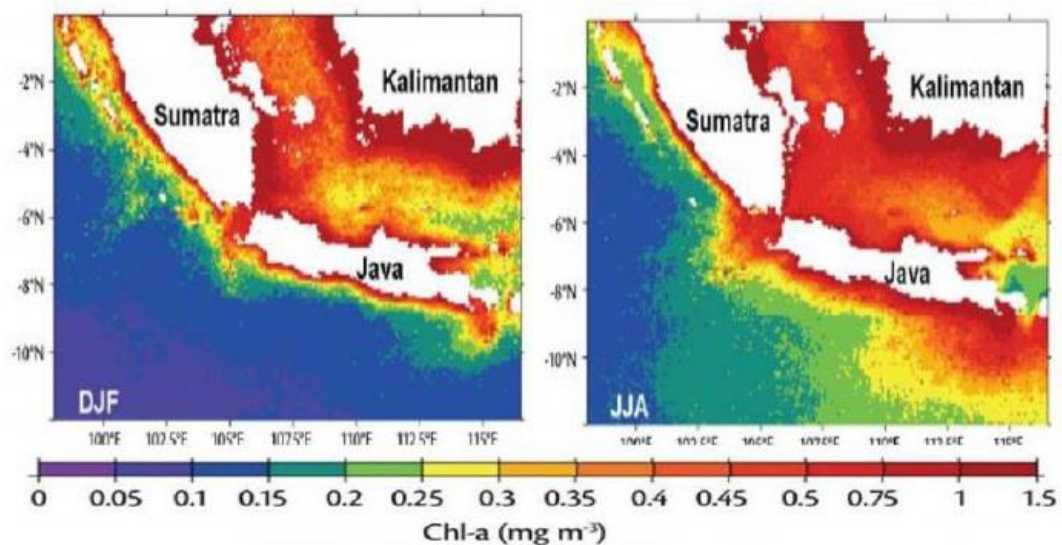 Kalimantan
Sumatra
Java
DJF
-2°N
-4°N
-6°N
-8°N
-10°N
100°E 102.5°E 105°E 107.5°E 110°E 112.5°E 115°E
Kalimantan
Sumatra
Java
JJA
-2°N
-4°N
-6°N
-8°N
-10°N
0 0.05 0.1 0.15 0.2 0.25 0.3 0.35 0.4 0.45 0.5 0.75 1 1.5
Chl-a (mg m⁻³)